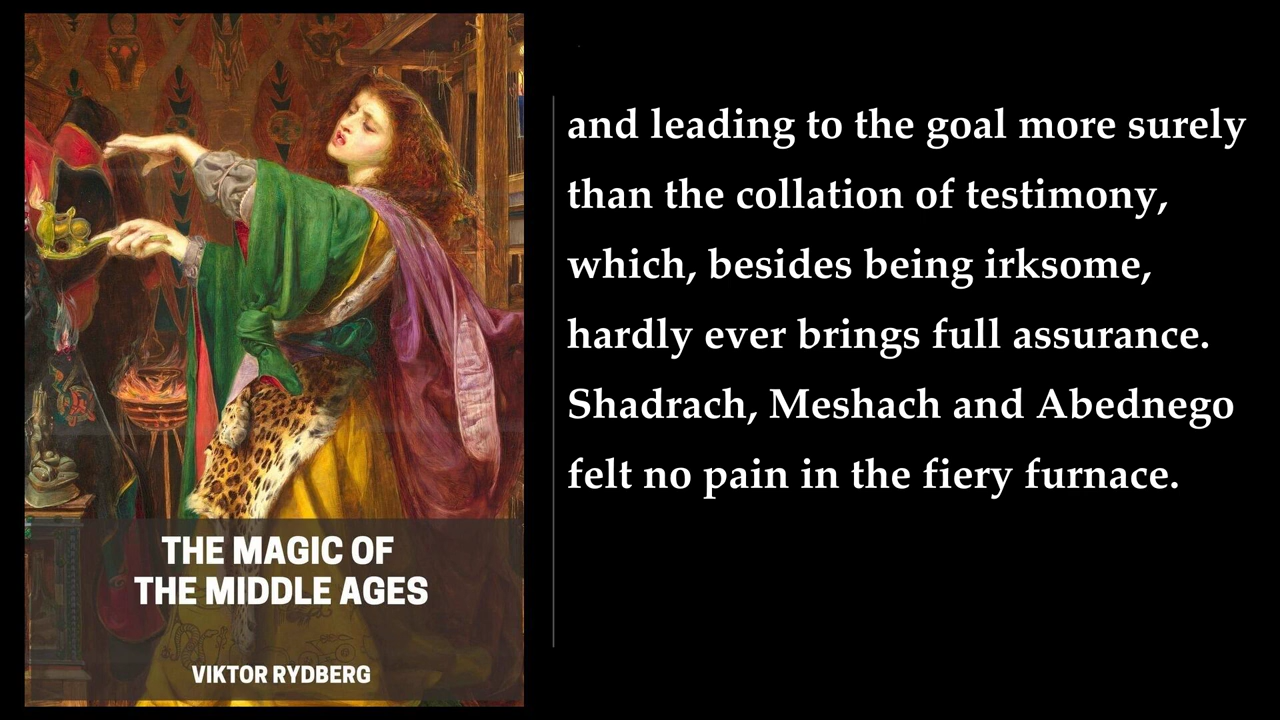 THE MAGIC OF
THE MIDDLE AGES
VIKTOR RYDBERG
and leading to the goal more surely
than the collation of testimony,
which, besides being irksome,
hardly ever brings full assurance.
Shadrach, Meshach and Abednego
felt no pain in the fiery furnace.